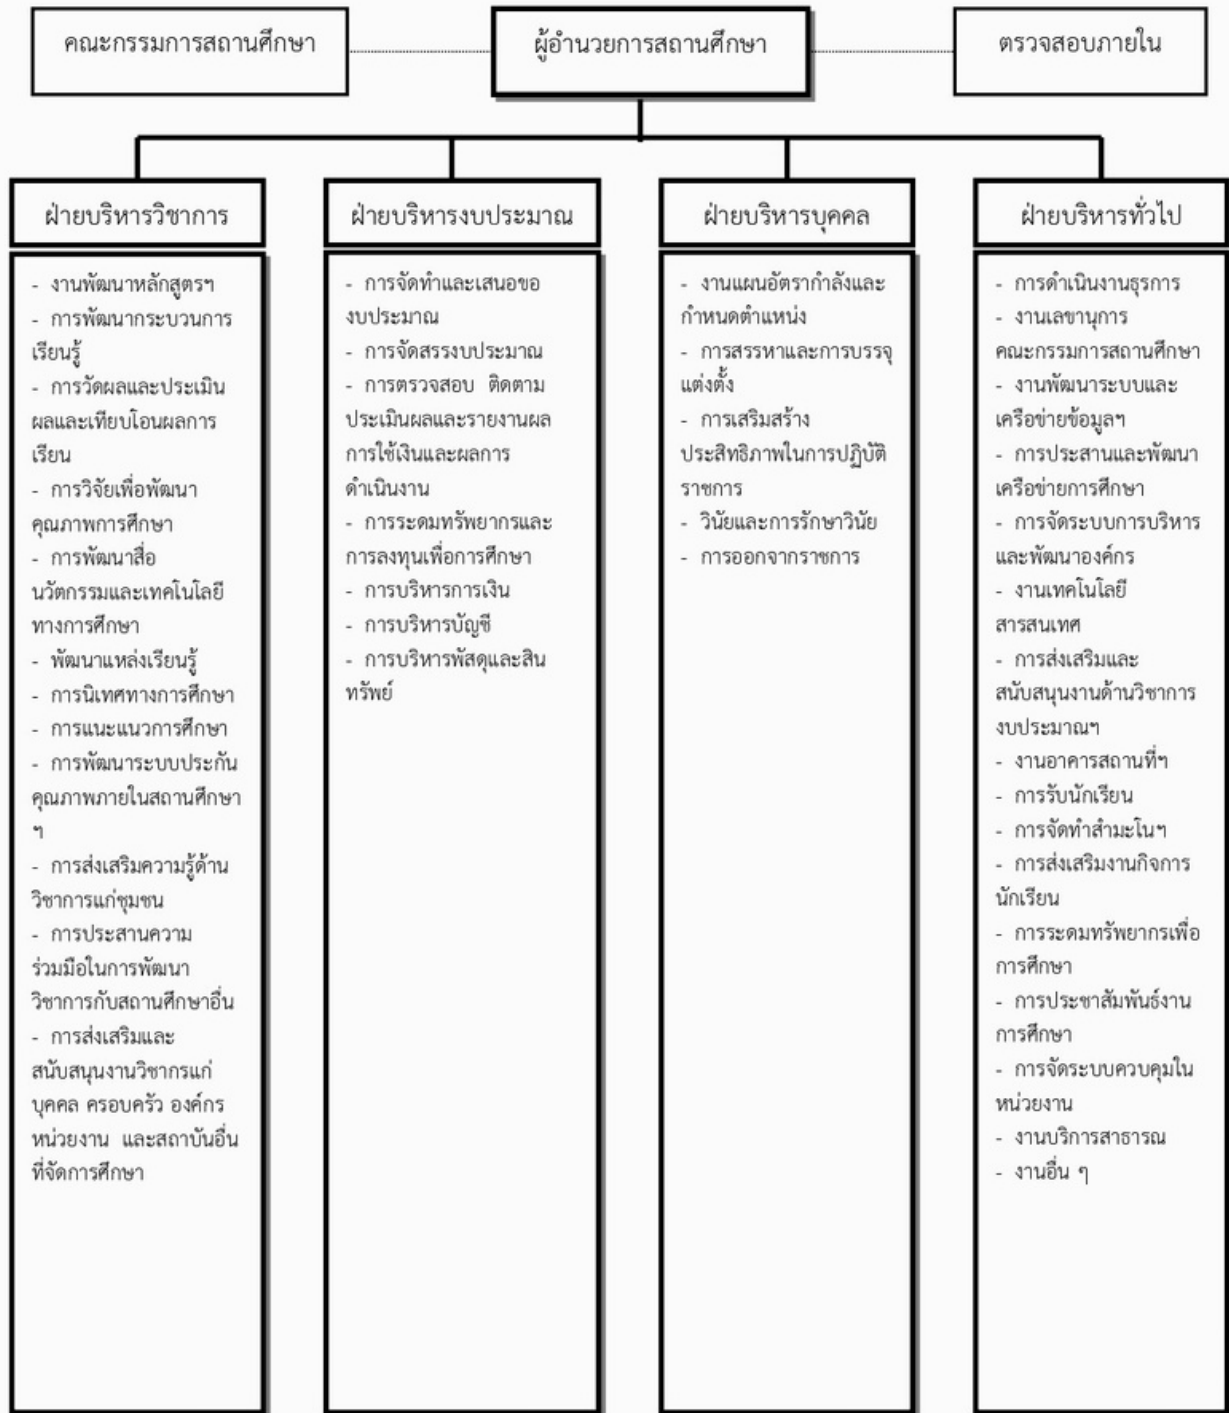 คณะกรรมการสถานศึกษา
ผู้อำนวยการสถานศึกษา
ตรวจสอบภายใน
ฝ่ายบริหารวิชาการ
- งานพัฒนาหลักสูตรฯ
- การพัฒนากระบวนการ
เรียนรู้
- การวัดผลและประเมิน
ผลและเทียบโอนผลการ
เรียน
- การวิจัยเพื่อพัฒนา
คุณภาพการศึกษา
- การพัฒนาสื่อ
นวัตกรรมและเทคโนโลยี
ทางการศึกษา
- พัฒนาแหล่งเรียนรู้
- การนิเทศทางการศึกษา
- การแนะแนวการศึกษา
- การพัฒนาระบบประกัน
คุณภาพภายในสถานศึกษา
ฯ
- การส่งเสริมความรู้ด้าน
วิชาการแก่ชุมชน
- การประสานความ
ร่วมมือในการพัฒนา
วิชาการกับสถานศึกษาอื่น
- การส่งเสริมและ
สนับสนุนงานวิชากรแก่
บุคคล ครอบครัว องค์กร
หน่วยงาน และสถาบันอื่น
ที่จัดการศึกษา
ฝ่ายบริหารงบประมาณ
- การจัดทำและเสนอขอ
งบประมาณ
- การจัดสรรงบประมาณ
- การตรวจสอบ ติดตาม
ประเมินผลและรายงานผล
การใช้เงินและผลการ
ดำเนินงาน
- การระดมทรัพยากรและ
การลงทุนเพื่อการศึกษา
- การบริหารการเงิน
- การบริหารบัญชี
- การบริหารพัสดุและสิน
ทรัพย์
ฝ่ายบริหารบุคคล
- งานแผนอัตรากำลังและ
กำหนดตำแหน่ง
- การสรรหาและการบรรจุ
แต่งตั้ง
- การเสริมสร้าง
ประสิทธิภาพในการปฏิบัติ
ราชการ
- วินัยและการรักษาวินัย
- การออกจากราชการ
ฝ่ายบริหารทั่วไป
- การดำเนินงานธุรการ
- งานเลขานุการ
คณะกรรมการสถานศึกษา
- งานพัฒนาระบบและ
เครือข่ายข้อมูลฯ
- การประสานและพัฒนา
เครือข่ายการศึกษา
- การจัดระบบการบริหาร
และพัฒนาองค์กร
- งานเทคโนโลยี
สารสนเทศ
- การส่งเสริมและ
สนับสนุนงานด้านวิชาการ
งบประมาณฯ
- งานอาคารสถานที่ฯ
- การรับนักเรียน
- การจัดทำสำมะโนฯ
- การส่งเสริมงานกิจการ
นักเรียน
- การระดมทรัพยากรเพื่อ
การศึกษา
- การประชาสัมพันธ์งาน
การศึกษา
- การจัดระบบควบคุมใน
หน่วยงาน
- งานบริการสาธารณ
- งานอื่น ๆ